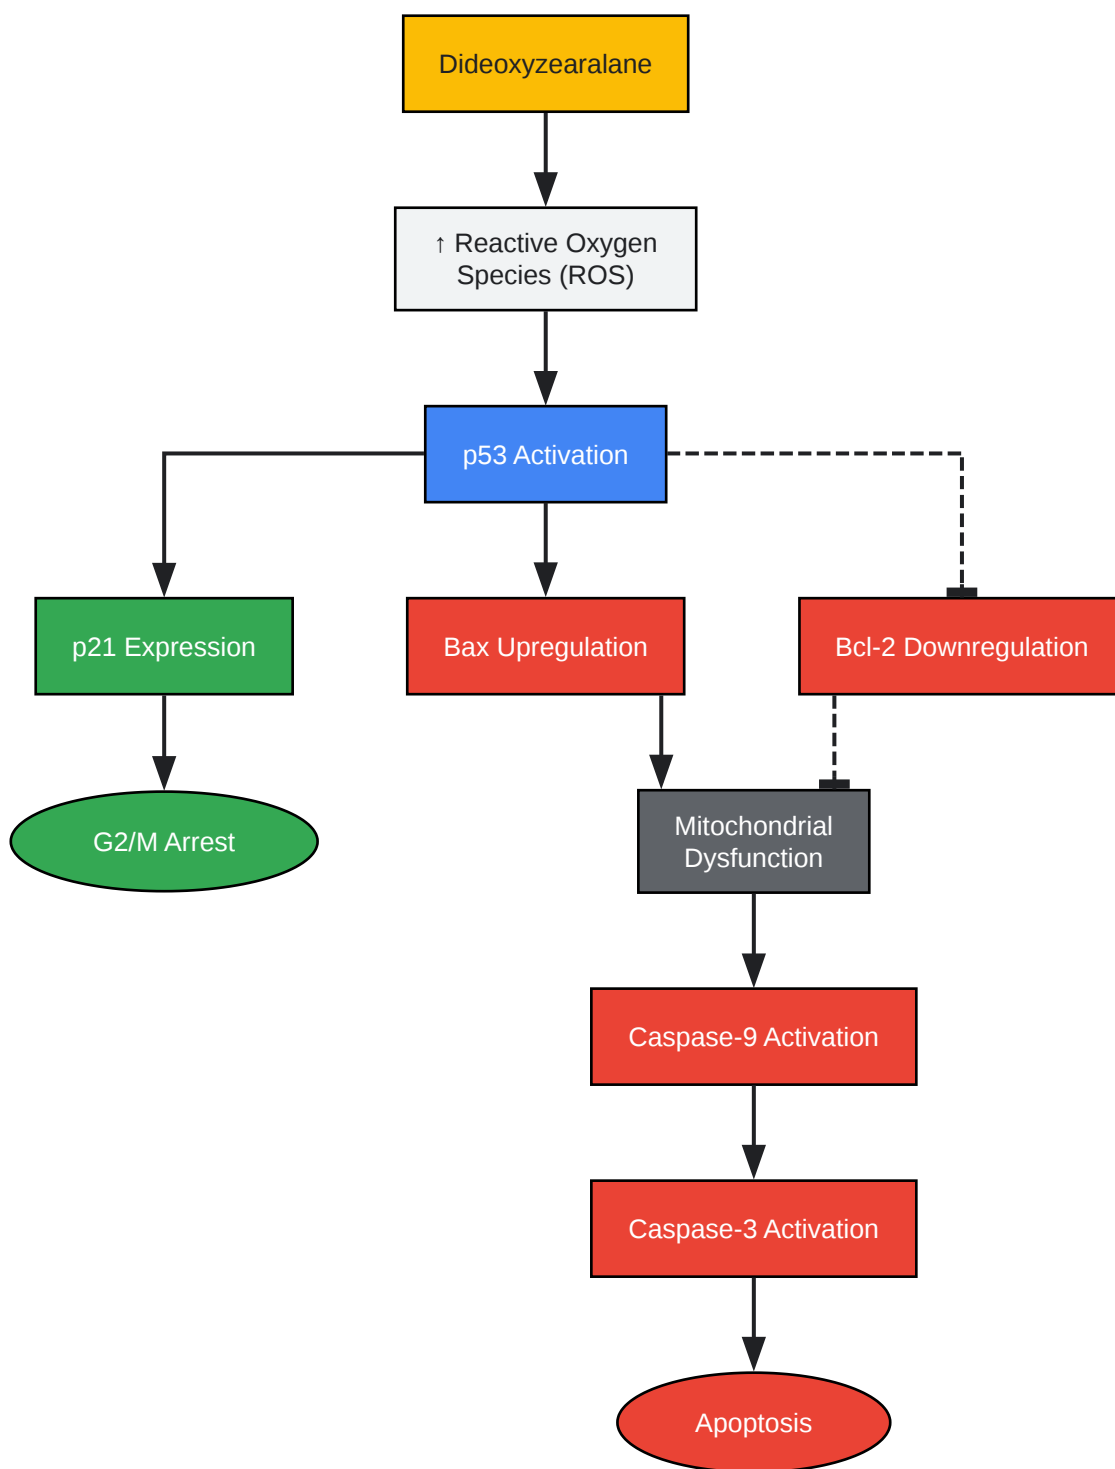 Dideoxyzearalane
↑ Reactive Oxygen
Species (ROS)
p53 Activation
p21 Expression
Bax Upregulation
Bcl-2 Downregulation
G2/M Arrest
Mitochondrial
Dysfunction
Caspase-9 Activation
Caspase-3 Activation
Apoptosis